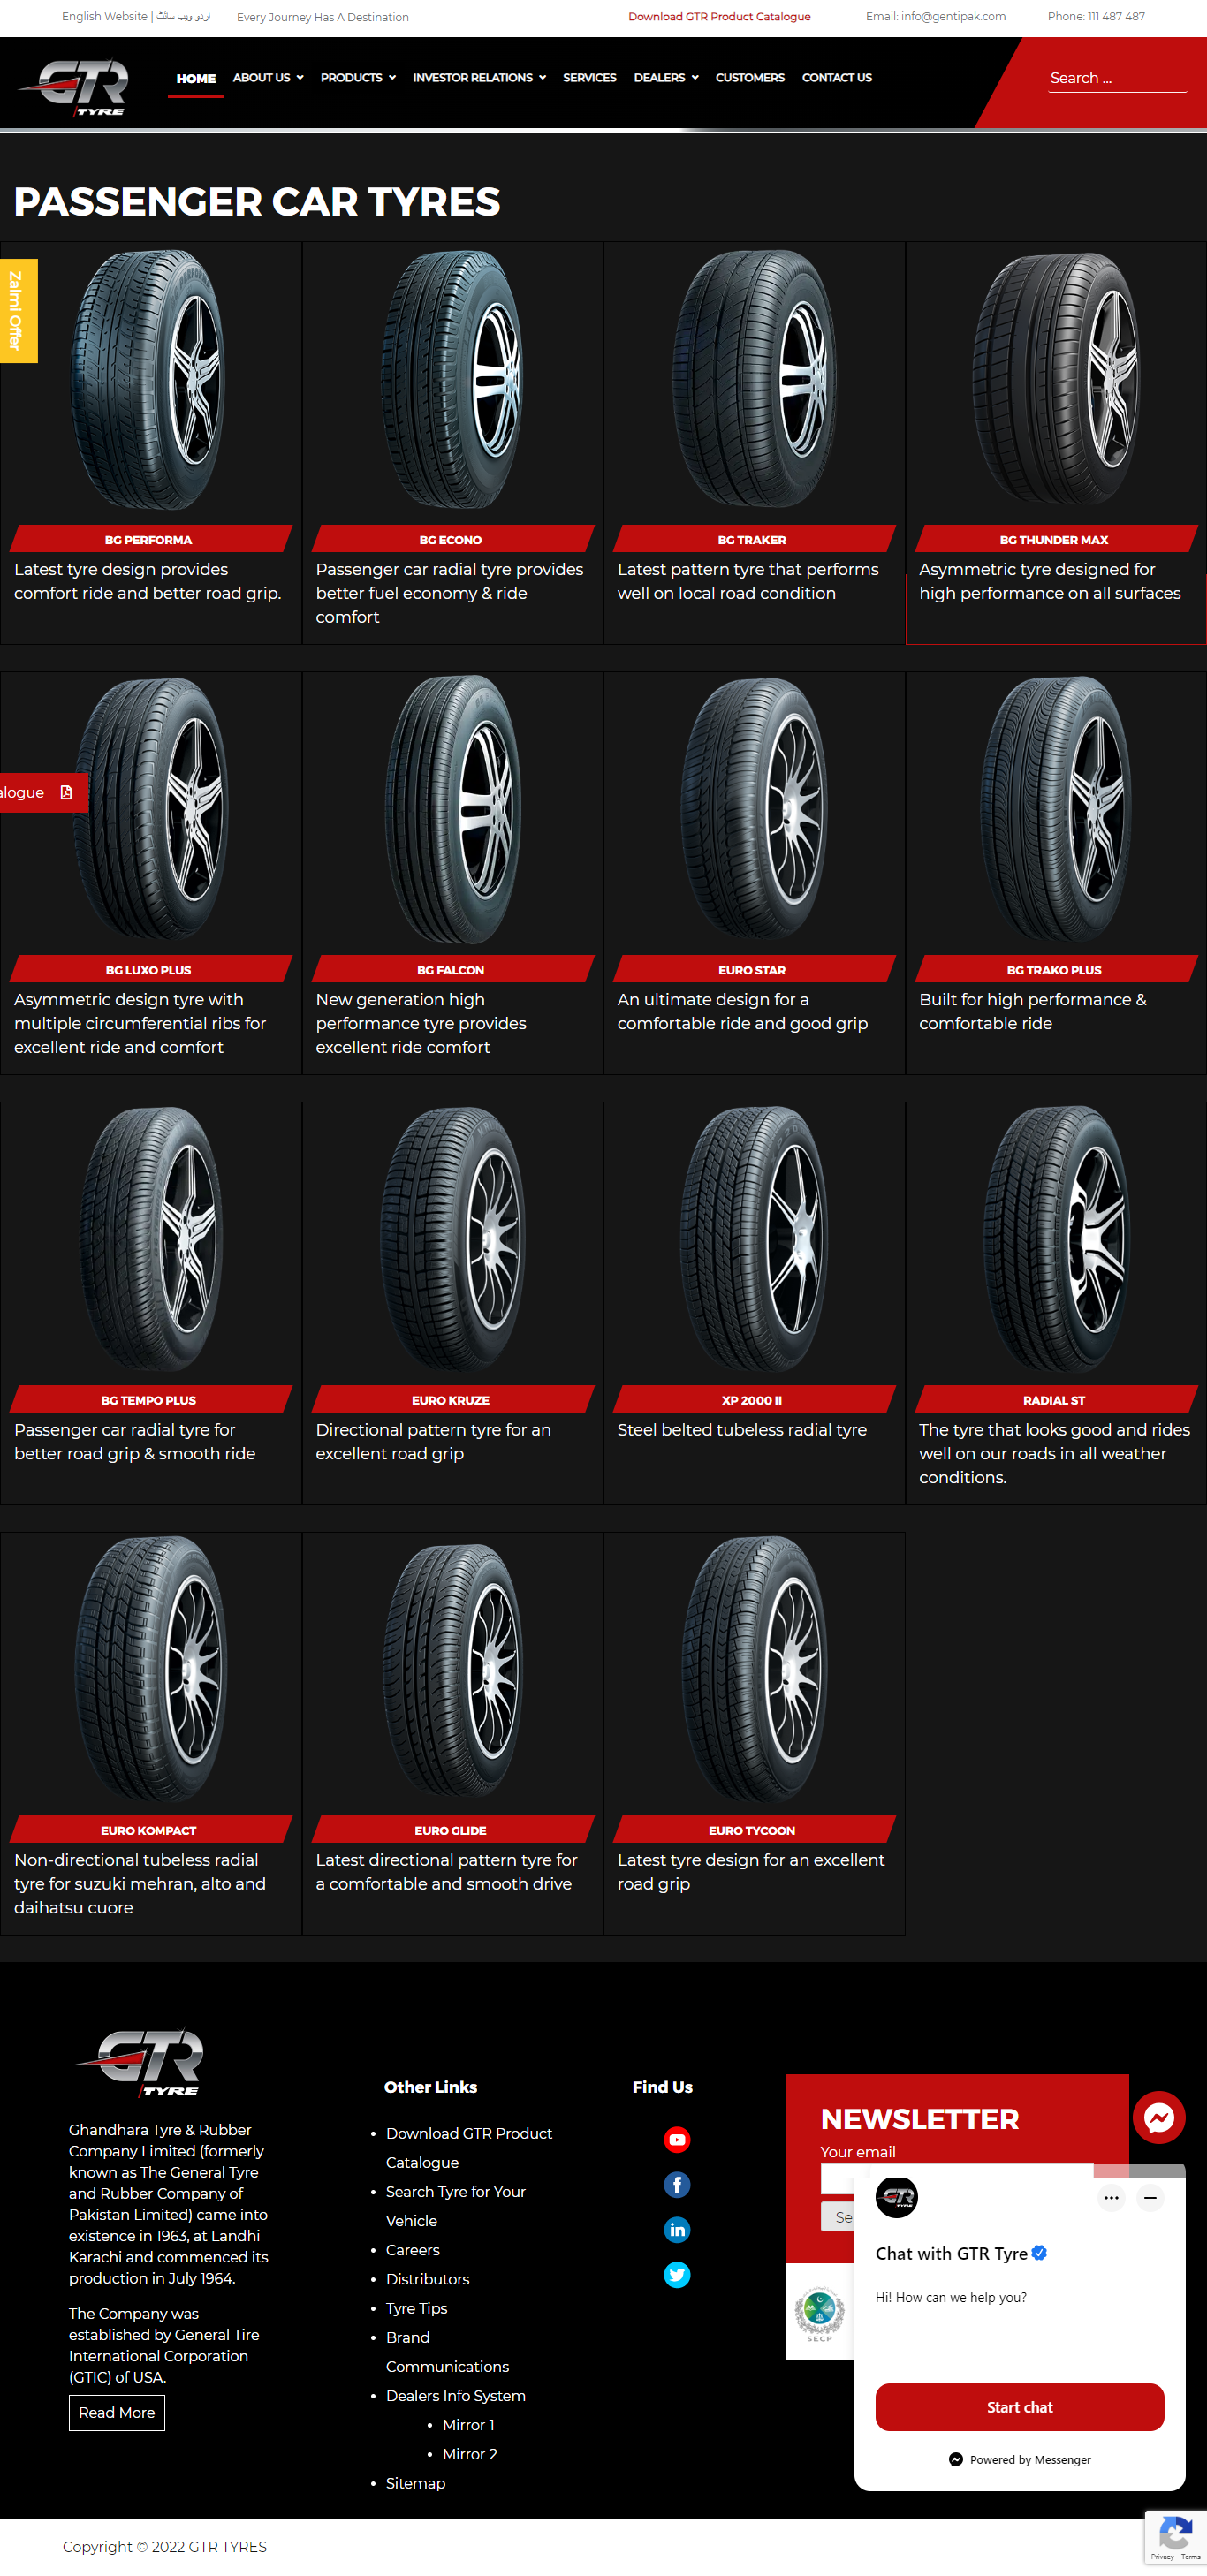 English Website | اردو ویب سائٹ
Every Journey Has A Destination
Download GTR Product Catalogue
Email: info@gentipak.com
Phone: 111 487 487
GTR
TYRE
HOME
ABOUT US
PRODUCTS
INVESTOR RELATIONS
SERVICES
DEALERS
CUSTOMERS
CONTACT US
Search ...
PASSENGER CAR TYRES
Zalmi Offer
BG PERFORMA
Latest tyre design provides
comfort ride and better road grip.
BG ECONO
Passenger car radial tyre provides
better fuel economy & ride
comfort
BG TRAKER
Latest pattern tyre that performs
well on local road condition
BG THUNDER MAX
Asymmetric tyre designed for
high performance on all surfaces
alogue
BG LUXO PLUS
Asymmetric design tyre with
multiple circumferential ribs for
excellent ride and comfort
BG FALCON
New generation high
performance tyre provides
excellent ride comfort
EURO STAR
An ultimate design for a
comfortable ride and good grip
BG TRAKO PLUS
Built for high performance &
comfortable ride
BG TEMPO PLUS
Passenger car radial tyre for
better road grip & smooth ride
EURO KRUZE
Directional pattern tyre for an
excellent road grip
XP 2000 II
Steel belted tubeless radial tyre
RADIAL ST
The tyre that looks good and rides
well on our roads in all weather
conditions.
EURO KOMPACT
Non-directional tubeless radial
tyre for suzuki mehran, alto and
daihatsu cuore
EURO GLIDE
Latest directional pattern tyre for
a comfortable and smooth drive
EURO TYCOON
Latest tyre design for an excellent
road grip
GTR
TYRE
Ghandhara Tyre & Rubber
Company Limited (formerly
known as The General Tyre
and Rubber Company of
Pakistan Limited) came into
existence in 1963, at Landhi
Karachi and commenced its
production in July 1964.
The Company was
established by General Tire
International Corporation
(GTIC) of USA.
Read More
Other Links
Download GTR Product
Catalogue
Search Tyre for Your
Vehicle
Careers
Distributors
Tyre Tips
Brand
Communications
Dealers Info System
Mirror 1
Mirror 2
Sitemap
Find Us
NEWSLETTER
Your email
Se
SECP
GTR
Chat with GTR Tyre
Hi! How can we help you?
Start chat
Powered by Messenger
Copyright © 2022 GTR TYRES
Privacy - Terms